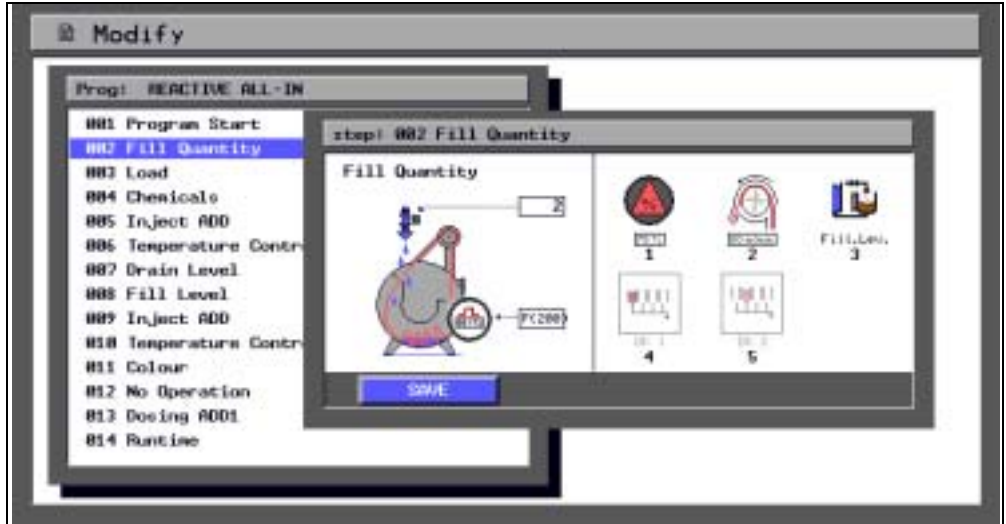 Modify
Prog: REACTIVE ALL-IN
001 Program Start
002 Fill Quantity
003 Load
004 Chemicals
005 Inject ADD
006 Temperature Contr
007 Drain Level
008 Fill Level
009 Inject ADD
010 Temperature Contr
011 Colour
012 No Operation
013 Dosing ADD1
014 Runtime
step: 002 Fill Quantity
Fill Quantity
2
P(200)
1
2
Fill.Lev.
3
4
5
SAVE